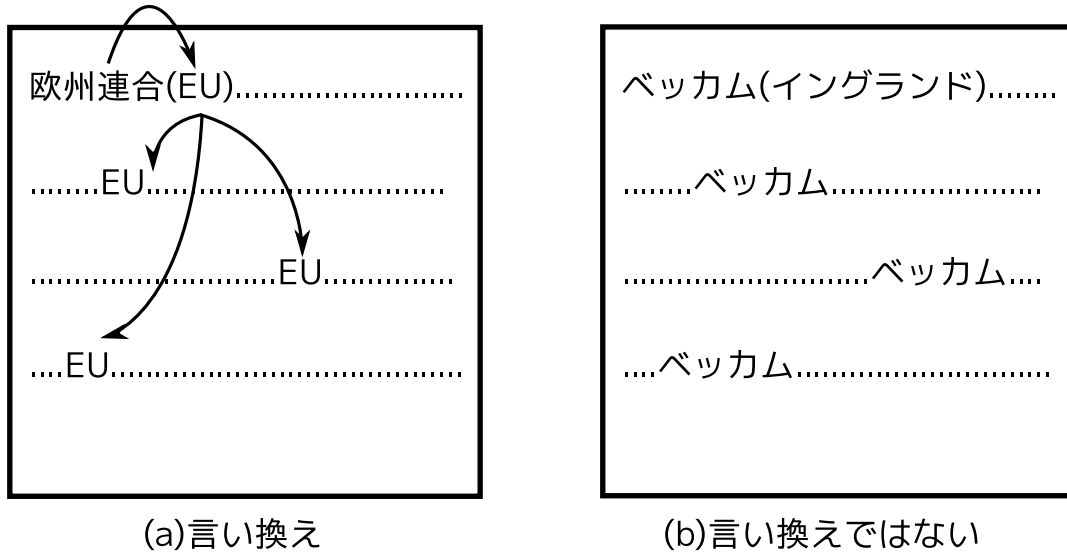 欧州連合(EU)..........................
........EU..................................
............................EU...............
....EU........................................
(a)言い換え
ベッカム(イングランド)........
........ベッカム........................
............................ベッカム....
....ベッカム.............................
(b)言い換えではない